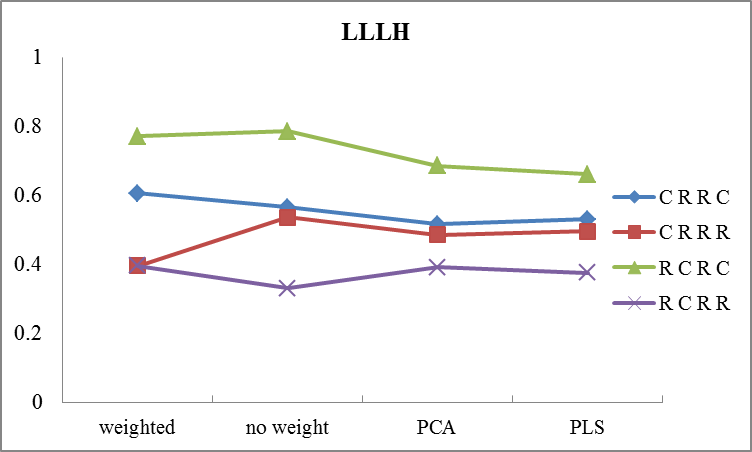 LLLH
1
0.8
0.6
0.4
0.2
0
weighted no weight PCA PLS
C R R C
C R R R
R C R C
R C R R